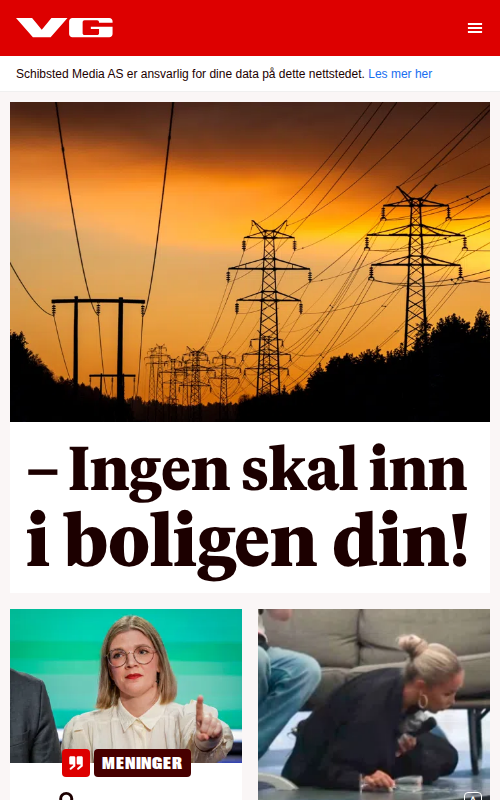 VG
Schibsted Media AS er ansvarlig for dine data på dette nettstedet. Les mer her
– Ingen skal inn
i boligen din!
MENINGER